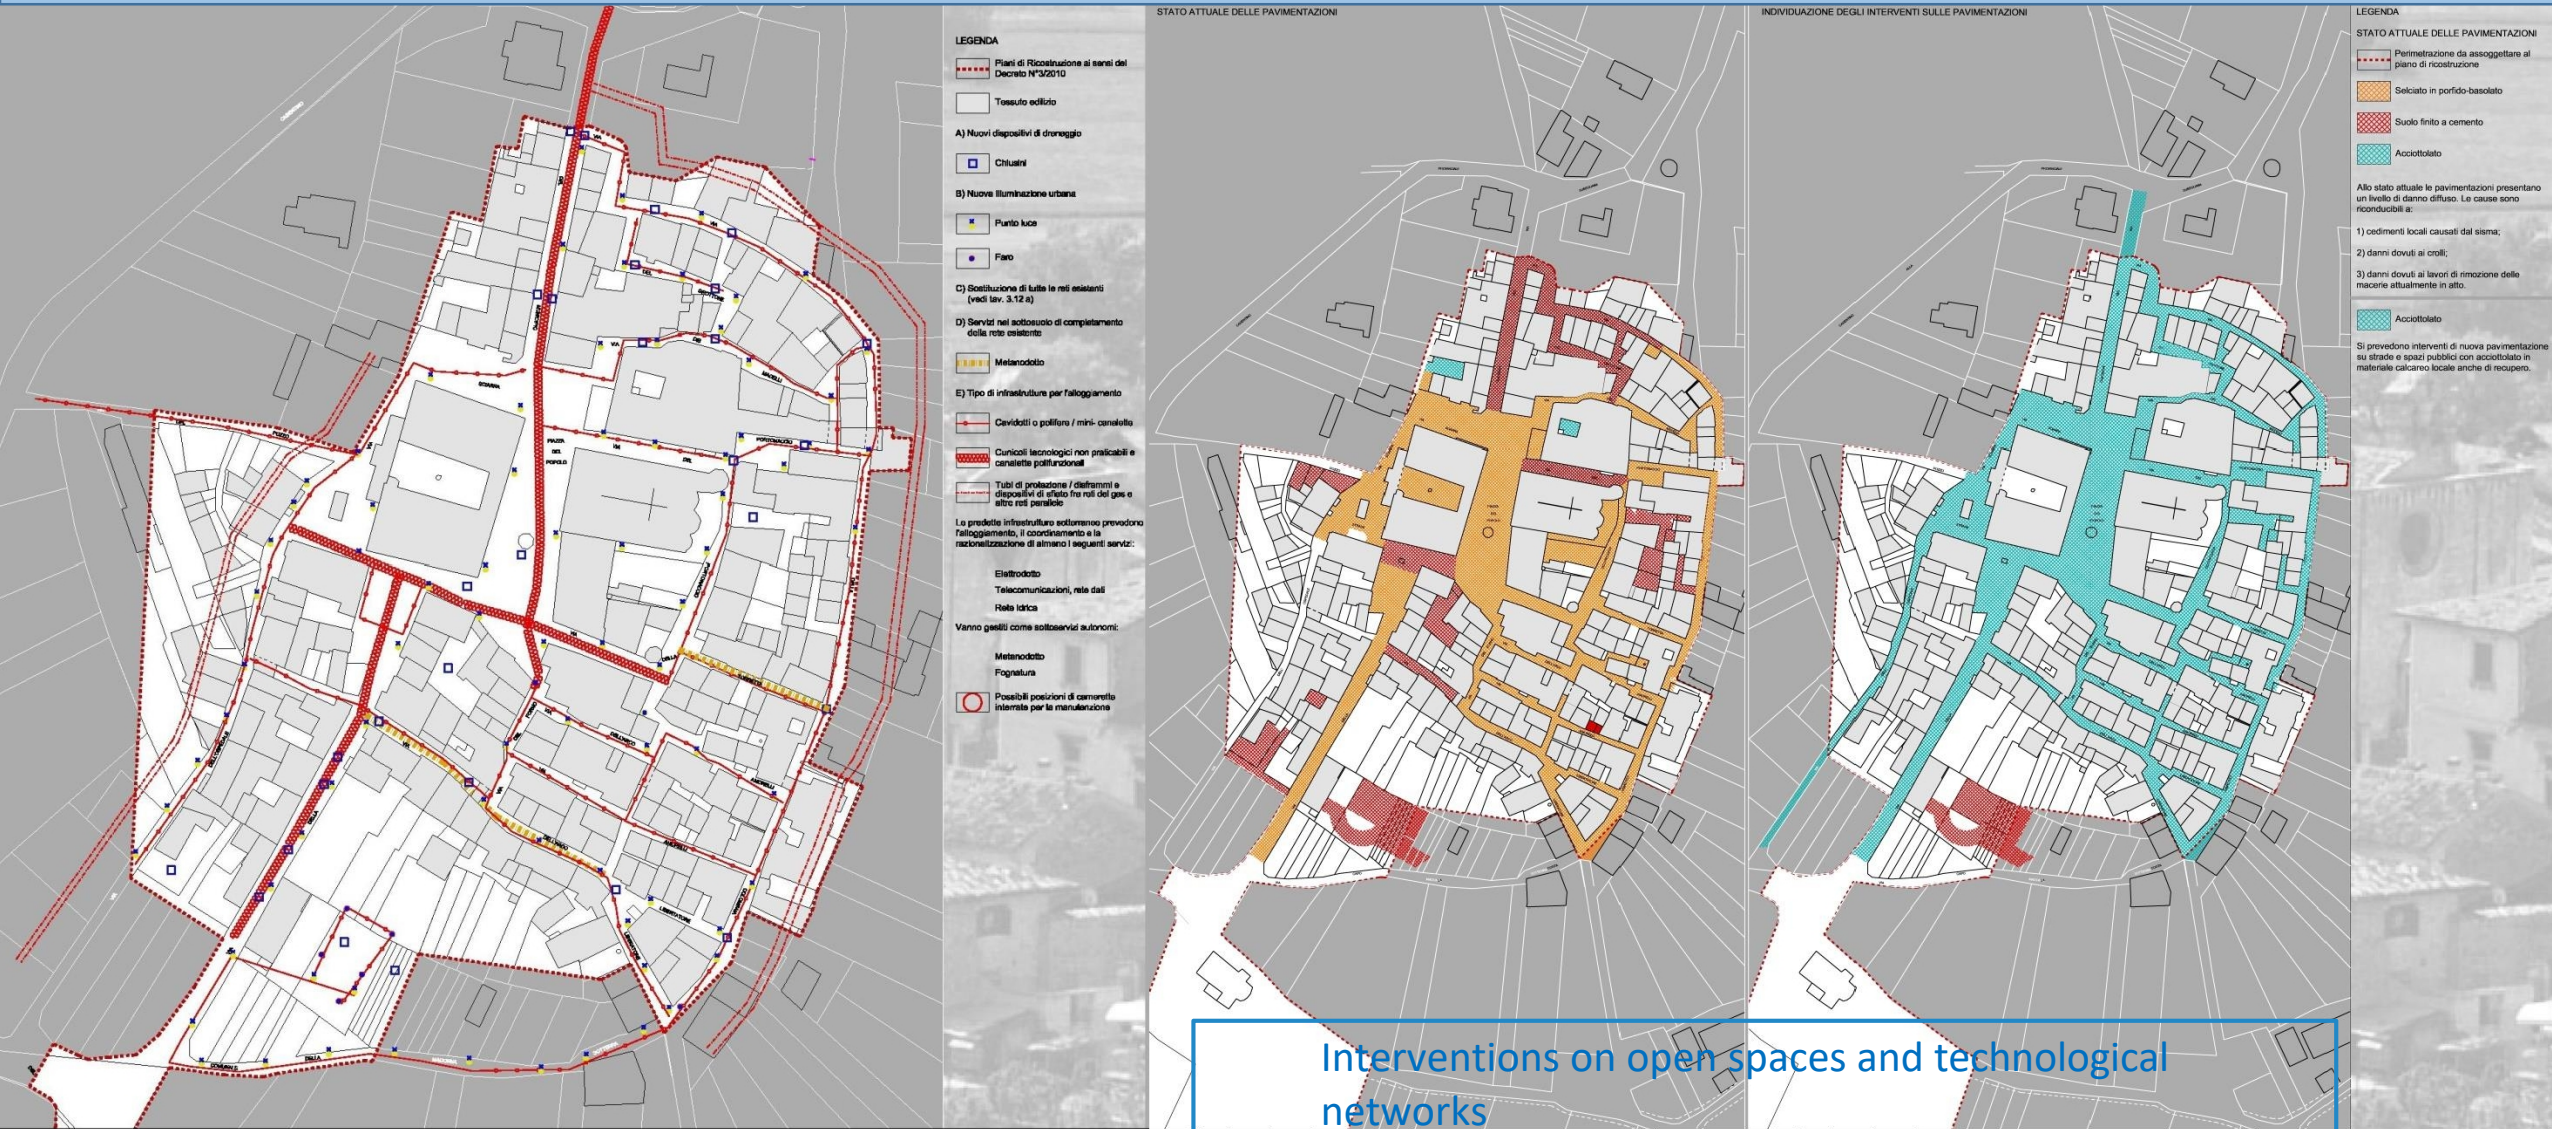 LEGENDA
Piani di Ricostruzione ai sensi del
Decreto N°3/2010
Tessuto edilizio
A) Nuovi dispositivi di drenaggio
Chiusini
B) Nuova illuminazione urbana
Punto luce
Faro
C) Sostituzione di tutte le reti esistenti
(vedi tav. 3.12 a)
D) Servizi nel sottosuolo di completamento
della rete esistente
Metanodotto
E) Tipo di infrastrutture per l'alloggiamento
Cavidotti o polifere / mini- canalette
Cunicoli tecnologici non praticabili e
canalette polifunzionali
Tubi di protezione / diaframmi e
dispositivi di sfiato fra reti del gas e
altre reti parallele
Le predette infrastrutture sotterranee prevedono
l'alloggiamento, il coordinamento e la
razionalizzazione di almeno i seguenti servizi:
Elettrodotto
Telecomunicazioni, rete dati
Rete idrica
Vanno gestiti come sottoservizi autonomi:
Metanodotto
Fognatura
Possibili posizioni di camerette
interrate per la manutenzione
PIAZZA
DEL
POPOLO
STATO ATTUALE DELLE PAVIMENTAZIONI
INDIVIDUAZIONE DEGLI INTERVENTI SULLE PAVIMENTAZIONI
LEGENDA
STATO ATTUALE DELLE PAVIMENTAZIONI
Perimetrazione da assoggettare al
piano di ricostruzione
Selciato in porfido-basolato
Suolo finito a cemento
Acciottolato
Allo stato attuale le pavimentazioni presentano
un livello di danno diffuso. Le cause sono
riconducibili a:
1) cedimenti locali causati dal sisma;
2) danni dovuti ai crolli;
3) danni dovuti ai lavori di rimozione delle
macerie attualmente in atto.
Acciottolato
Si prevedono interventi di nuova pavimentazione
su strade e spazi pubblici con acciottolato in
materiale calcareo locale anche di recupero.
Interventions on open spaces and technological
networks